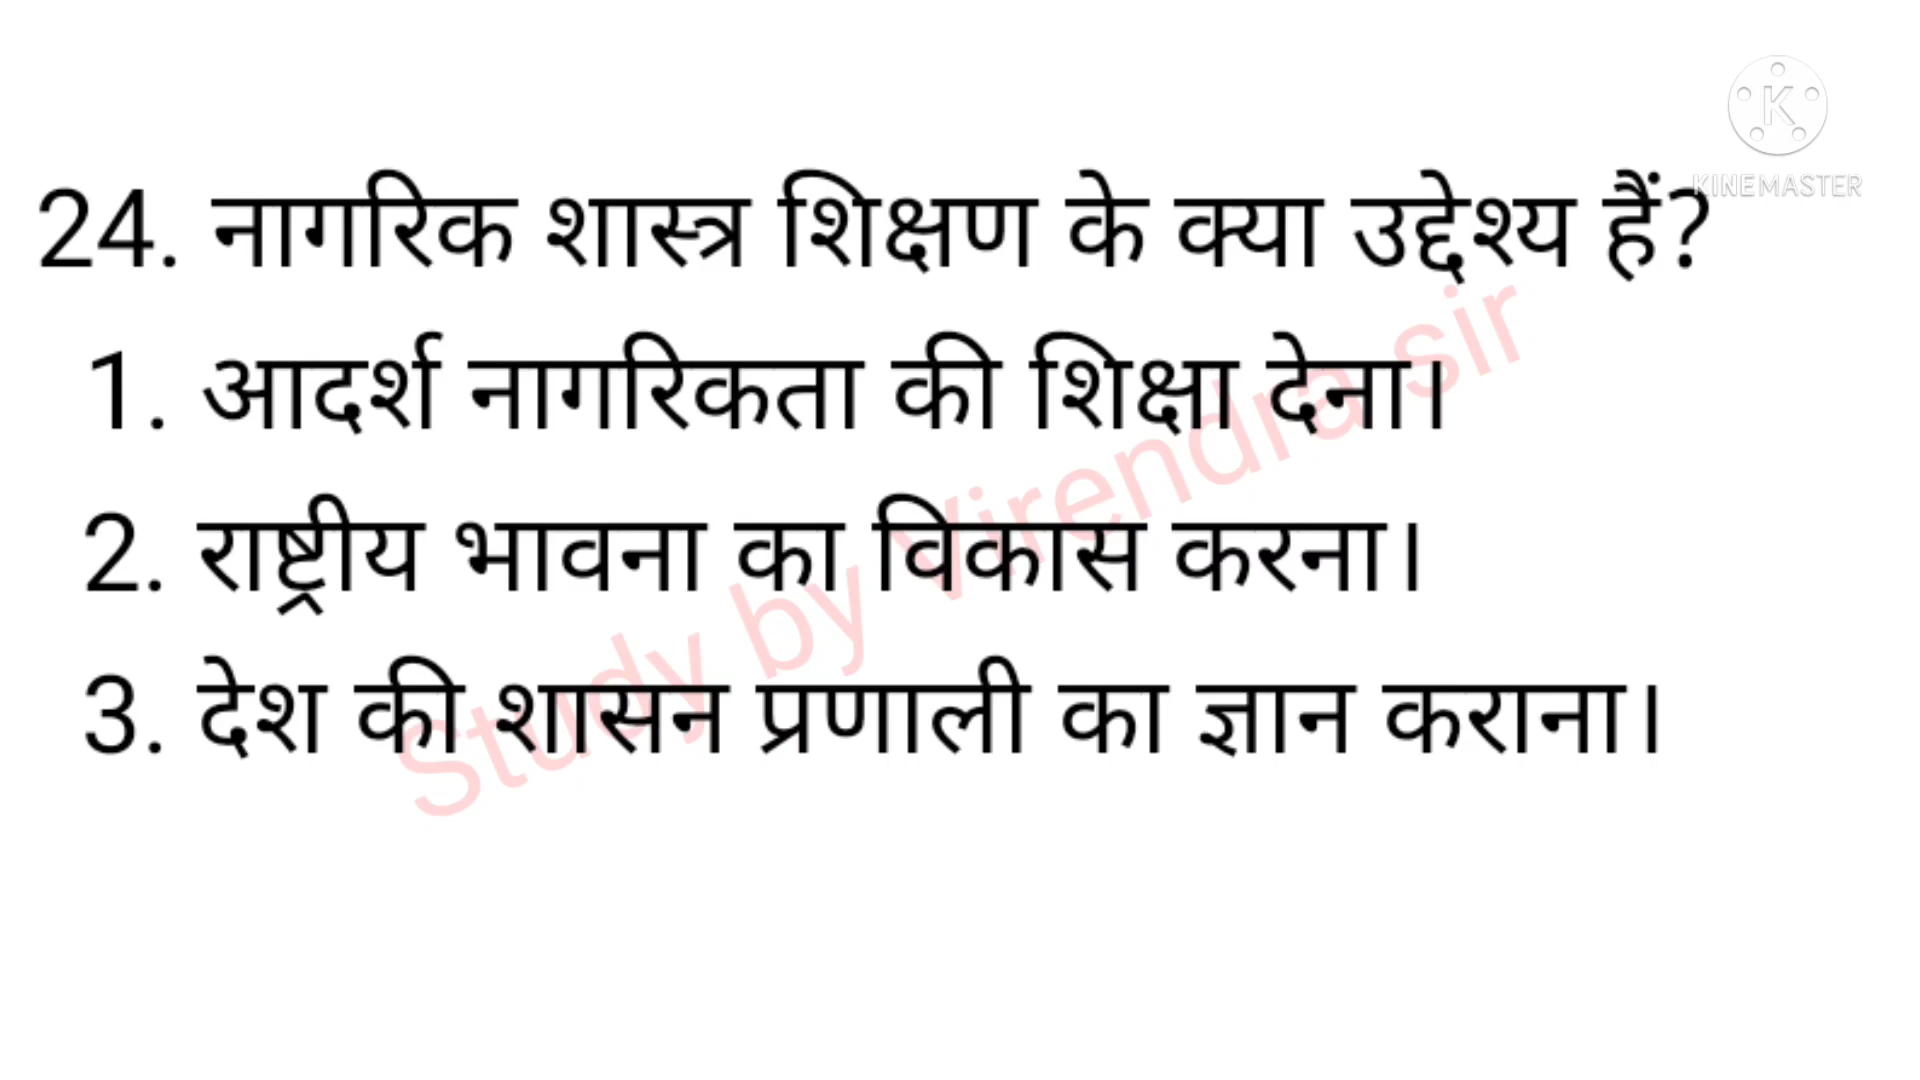 24. नागरिक शास्त्र शिक्षण के क्या उद्देश्य हैं?
1. आदर्श नागरिकता की शिक्षा देना।
2. राष्ट्रीय भावना का विकास करना।
3. देश की शासन प्रणाली का ज्ञान कराना।
Study by Virendra sir
K
KINEMASTER